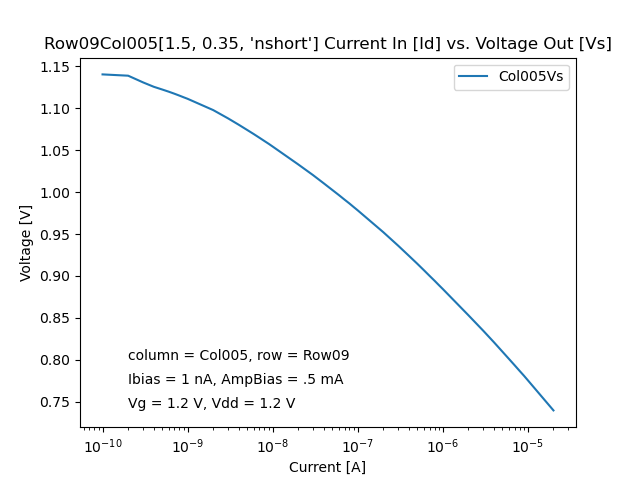 Row09Col005[1.5, 0.35, 'nshort'] Current In [Id] vs. Voltage Out [Vs]
1.15
1.10
1.05
1.00
0.95
0.90
0.85
0.80
0.75
Voltage [V]
Col005Vs
column = Col005, row = Row09
Ibias = 1 nA, AmpBias = .5 mA
Vg = 1.2 V, Vdd = 1.2 V
10⁻¹⁰ 10⁻⁹ 10⁻⁸ 10⁻⁷ 10⁻⁶ 10⁻⁵
Current [A]